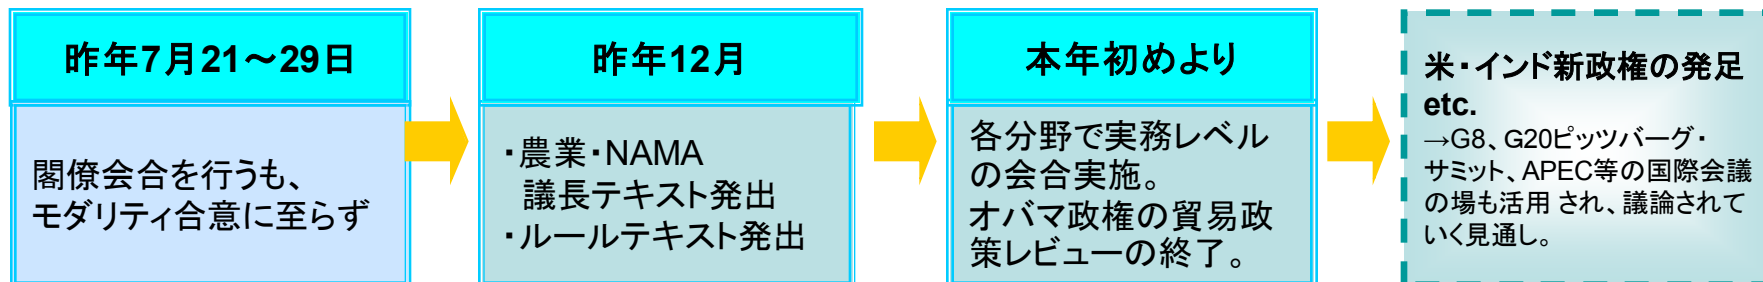 昨年7月21～29日
閣僚会合を行うも、
モダリティ合意に至らず
昨年12月
・農業・NAMA
議長テキスト発出
・ルールテキスト発出
本年初めより
各分野で実務レベル
の会合実施。
オバマ政権の貿易政
策レビューの終了。
米・インド新政権の発足
etc.
→G8、G20ピッツバーグ・
サミット、APEC等の国際会議
の場も活用 され、議論されて
いく見通し。